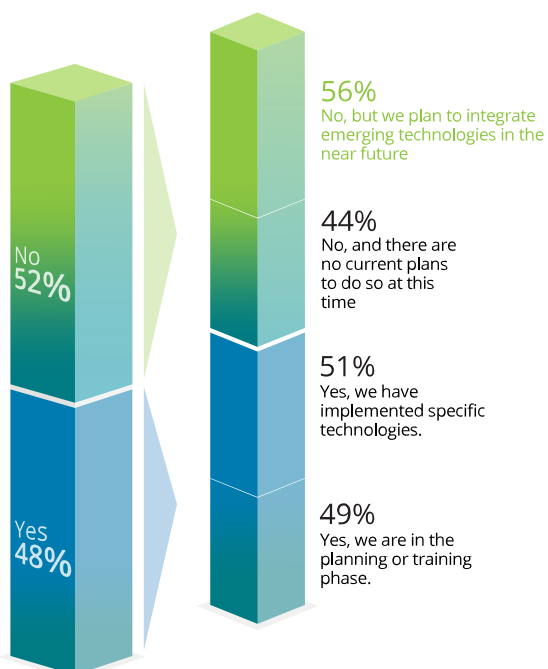 56%
No, but we plan to integrate
emerging technologies in the
near future
44%
No, and there are
no current plans
to do so at this
time
No
52%
51%
Yes, we have
implemented specific
technologies.
49%
Yes, we are in the
planning or training
phase.
Yes
48%